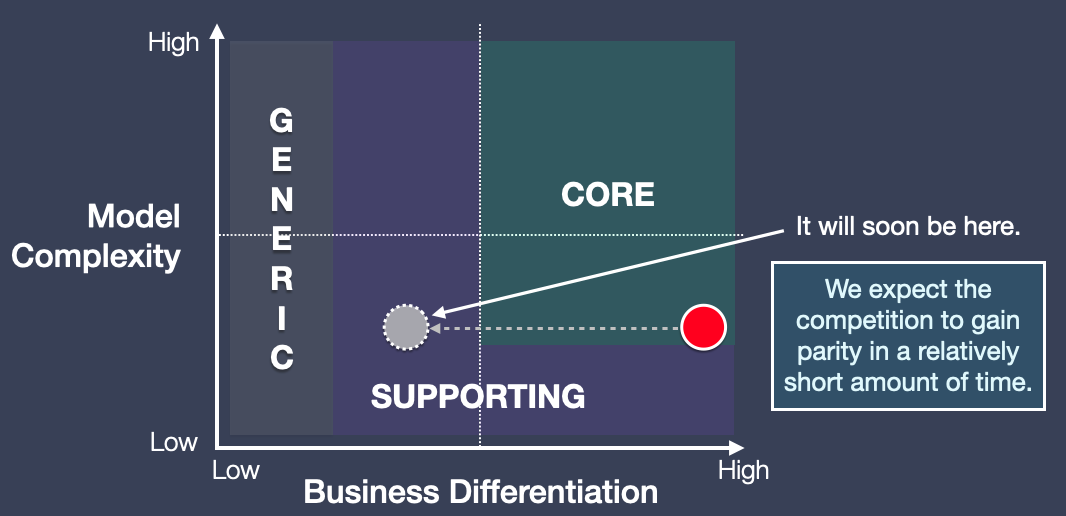 High
GENERIC
CORE
Model
Complexity
It will soon be here.
We expect the
competition to gain
parity in a relatively
short amount of time.
SUPPORTING
Low
Low
High
Business Differentiation